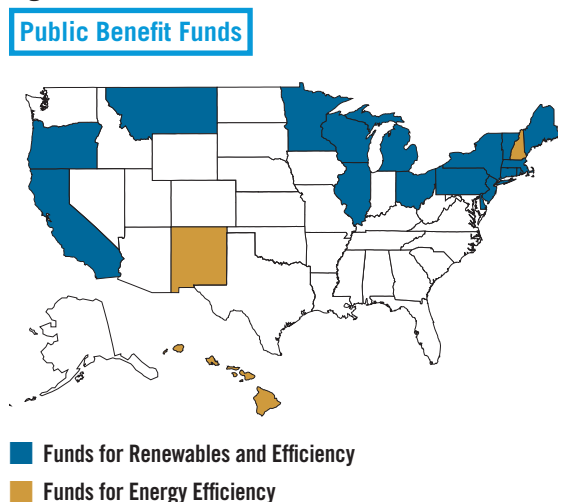 Public Benefit Funds
Funds for Renewables and Efficiency
Funds for Energy Efficiency